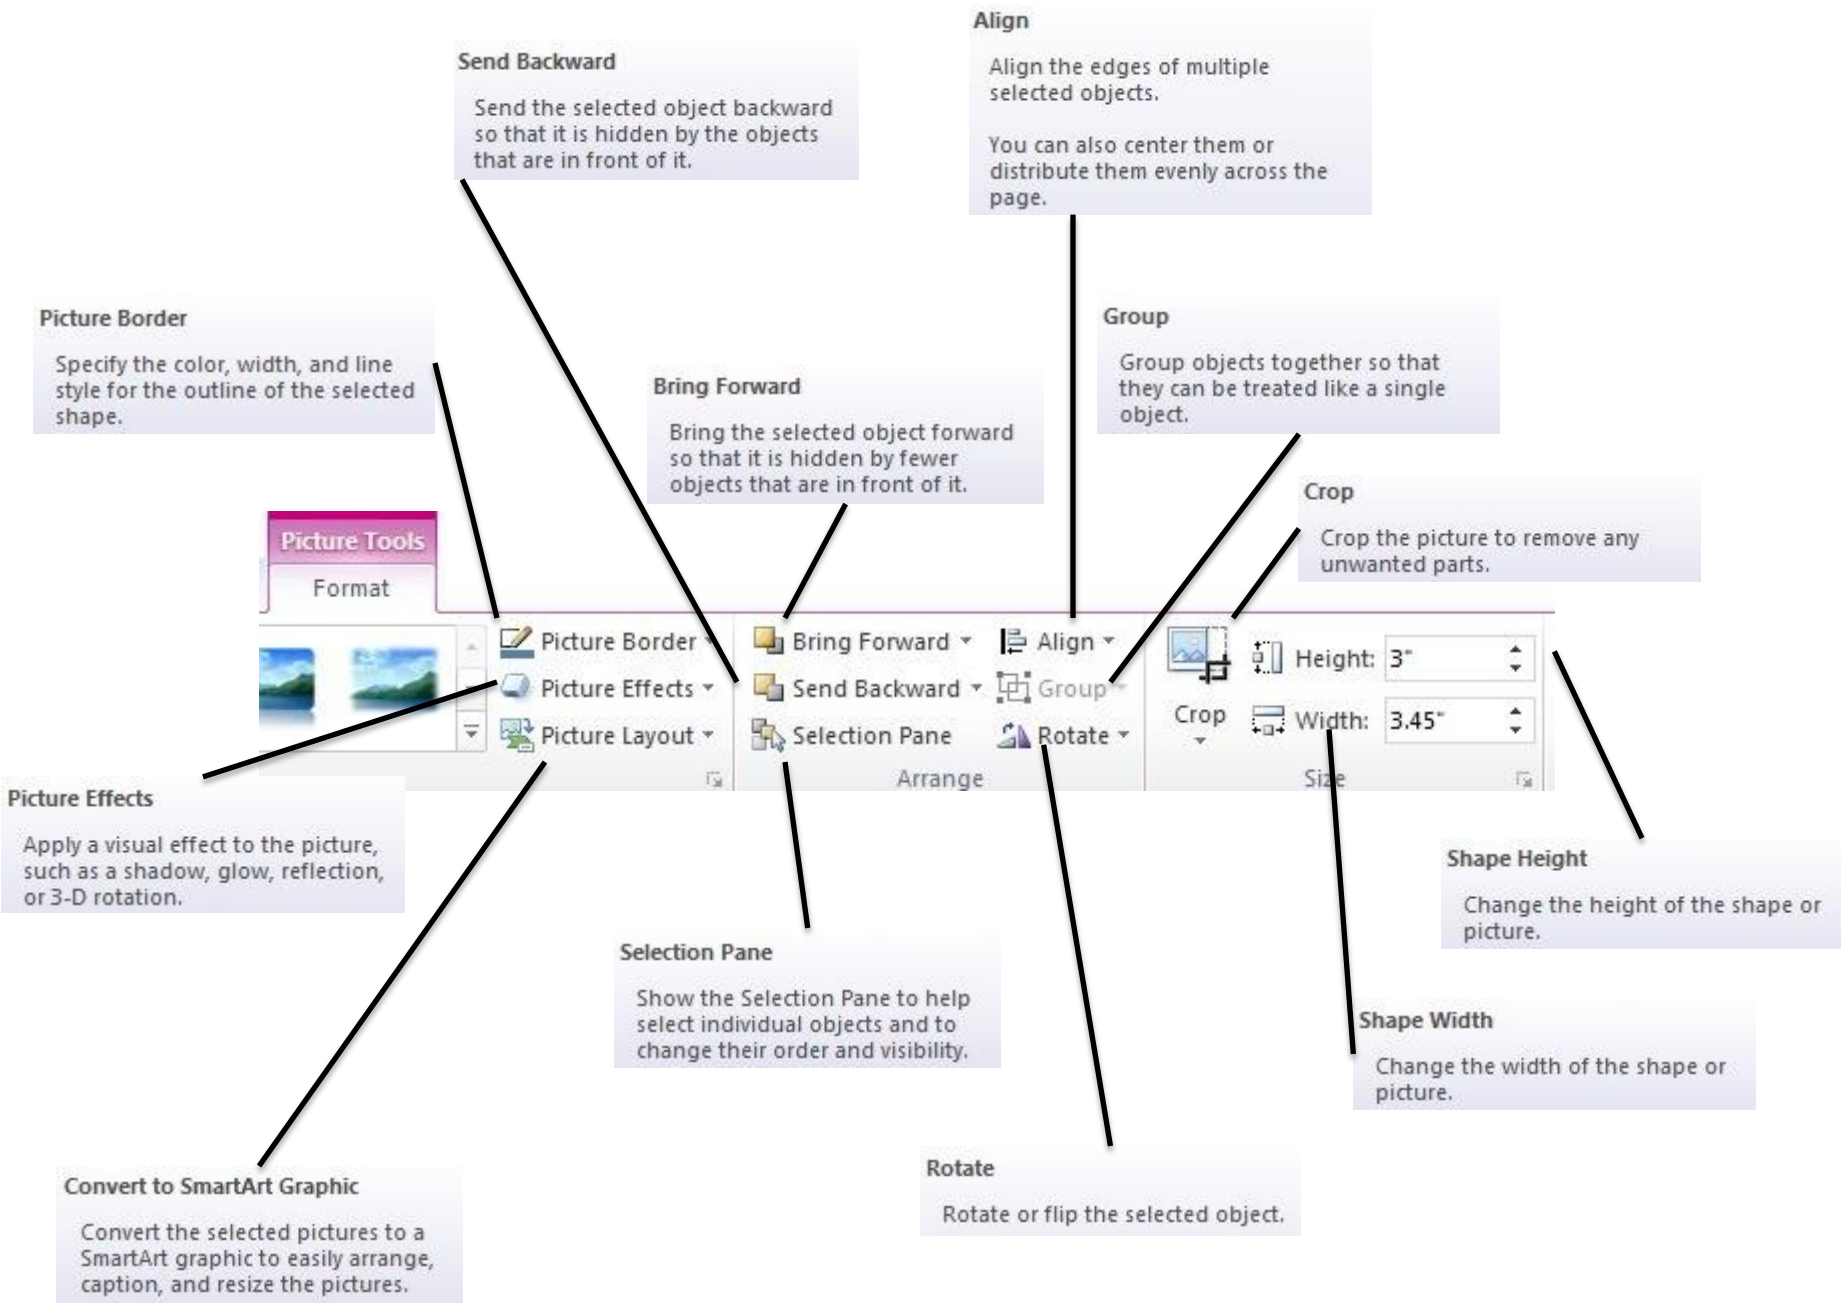 Align
Align the edges of multiple
selected objects.
You can also center them or
distribute them evenly across the
page.
Send Backward
Send the selected object backward
so that it is hidden by the objects
that are in front of it.
Picture Border
Specify the color, width, and line
style for the outline of the selected
shape.
Bring Forward
Bring the selected object forward
so that it is hidden by fewer
objects that are in front of it.
Group
Group objects together so that
they can be treated like a single
object.
Crop
Crop the picture to remove any
unwanted parts.
Picture Tools
Format
Picture Border
Picture Effects
Picture Layout
Bring Forward
Send Backward
Selection Pane
Align
Group
Rotate
Arrange
Crop
Height: 3"
Width: 3.45"
Size
Picture Effects
Apply a visual effect to the picture,
such as a shadow, glow, reflection,
or 3-D rotation.
Shape Height
Change the height of the shape or
picture.
Selection Pane
Show the Selection Pane to help
select individual objects and to
change their order and visibility.
Shape Width
Change the width of the shape or
picture.
Rotate
Rotate or flip the selected object.
Convert to SmartArt Graphic
Convert the selected pictures to a
SmartArt graphic to easily arrange,
caption, and resize the pictures.